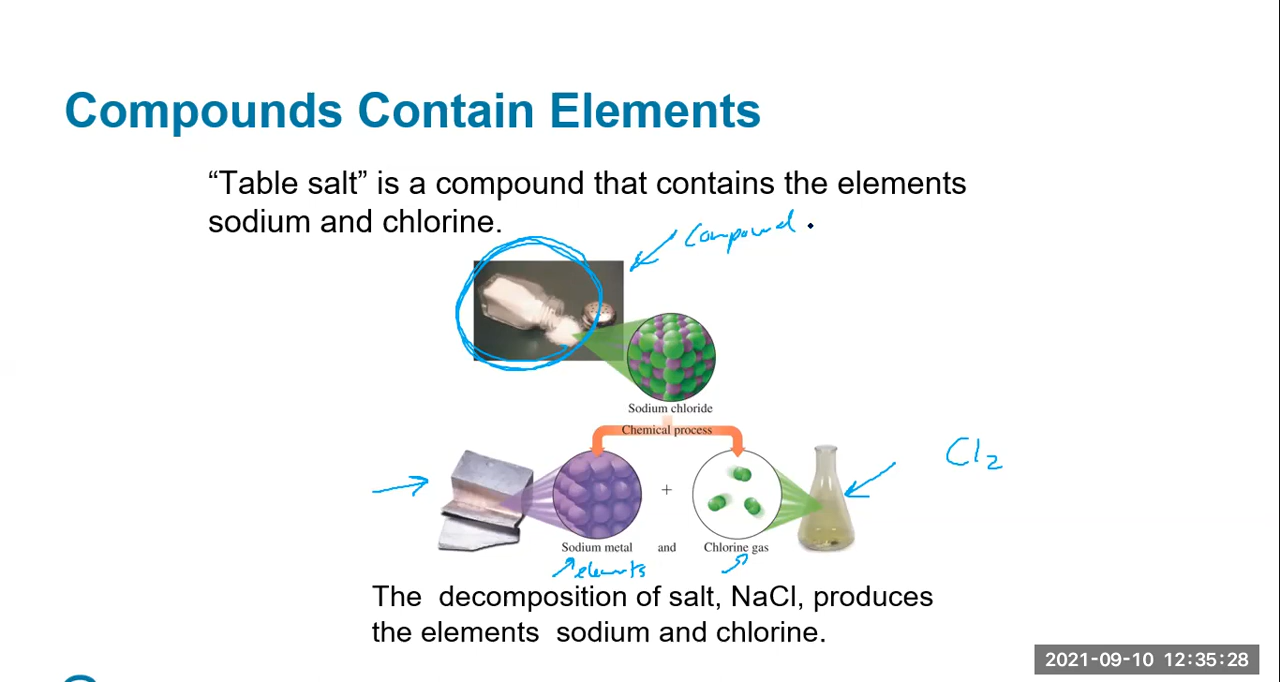 Compounds Contain Elements
“Table salt” is a compound that contains the elements
sodium and chlorine.
Compound
Sodium chloride
Chemical process
Cl2
+
Sodium metal and Chlorine gas
elements
The decomposition of salt, NaCl, produces
the elements sodium and chlorine.
2021-09-10 12:35:28